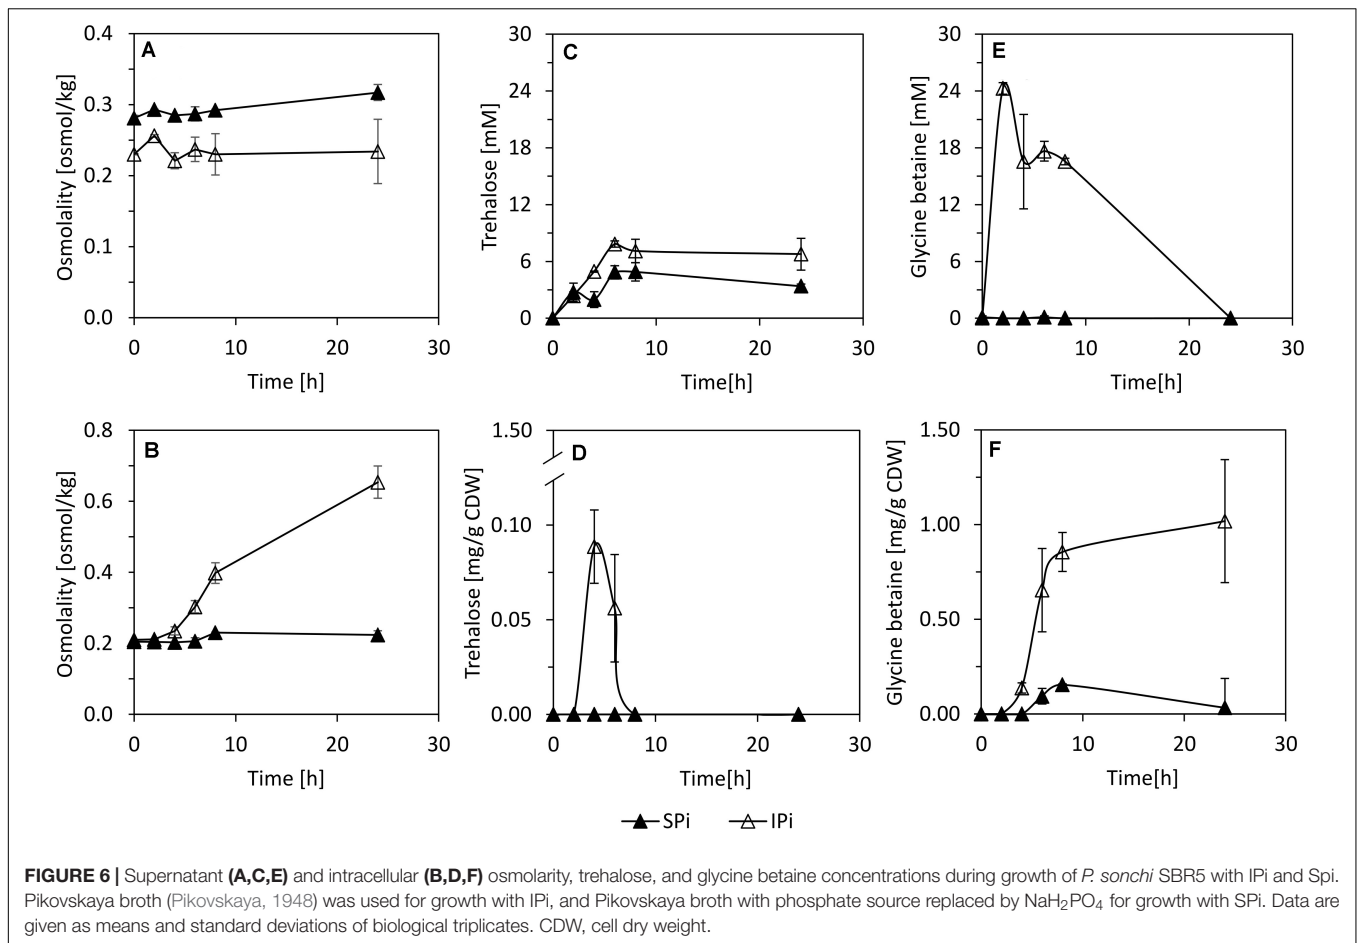 A
Osmolality [osmol/kg]
0.4
0.3
0.2
0.1
0.0
0 10 20 30
Time [h]
C
Trehalose [mM]
30
24
18
12
6
0
0 10 20 30
Time[h]
E
Glycine betaine [mM]
30
24
18
12
6
0
0 10 20 30
Time[h]
B
Osmolality [osmol/kg]
0.8
0.6
0.4
0.2
0.0
0 10 20 30
Time [h]
D
Trehalose [mg/g CDW]
1.50
0.10
0.05
0.00
0 10 20 30
Time[h]
F
Glycine betaine [mg/g CDW]
1.50
1.00
0.50
0.00
0 10 20 30
Time[h]
SPi IPi
FIGURE 6 | Supernatant (A,C,E) and intracellular (B,D,F) osmolarity, trehalose, and glycine betaine concentrations during growth of P. sonchi SBR5 with IPi and Spi.
Pikovskaya broth (Pikovskaya, 1948) was used for growth with IPi, and Pikovskaya broth with phosphate source replaced by NaH2PO4 for growth with SPi. Data are
given as means and standard deviations of biological triplicates. CDW, cell dry weight.